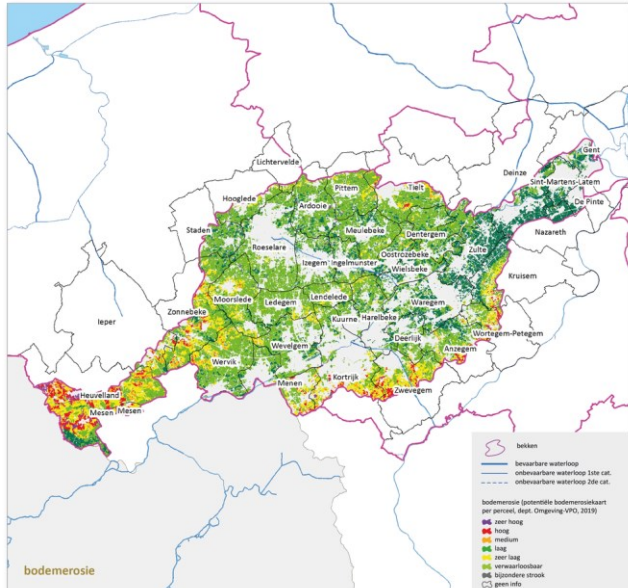 Gent
Lichtervelde
Deinze
Sint-Martens-Latem
Pittem
Tielt
De Pinte
Hooglede
Ardooie
Staden
Meulebeke
Dentergem
Nazareth
Roeselare
Oostrozebeke
Zulte
Izegem
Ingelmunster
Wielsbeke
Kruisem
Moorslede
Ledegem
Lendelede
Waregem
Zonnebeke
Kuurne
Harelbeke
Ieper
Wortegem-Petegem
Wevelgem
Deerlijk
Anzegem
Wervik
Kortrijk
Menen
Zwevegem
Heuvelland
Mesen
Mesen
bekken
bevaarbare waterloop
onbevaarbare waterloop 1ste cat.
onbevaarbare waterloop 2de cat.
bodemerosie (potentiële bodemerosiekaart
per perceel, dept. Omgeving-VPO, 2019)
zeer hoog
hoog
medium
laag
zeer laag
verwaarloosbaar
bijzondere strook
geen info
bodemerosie